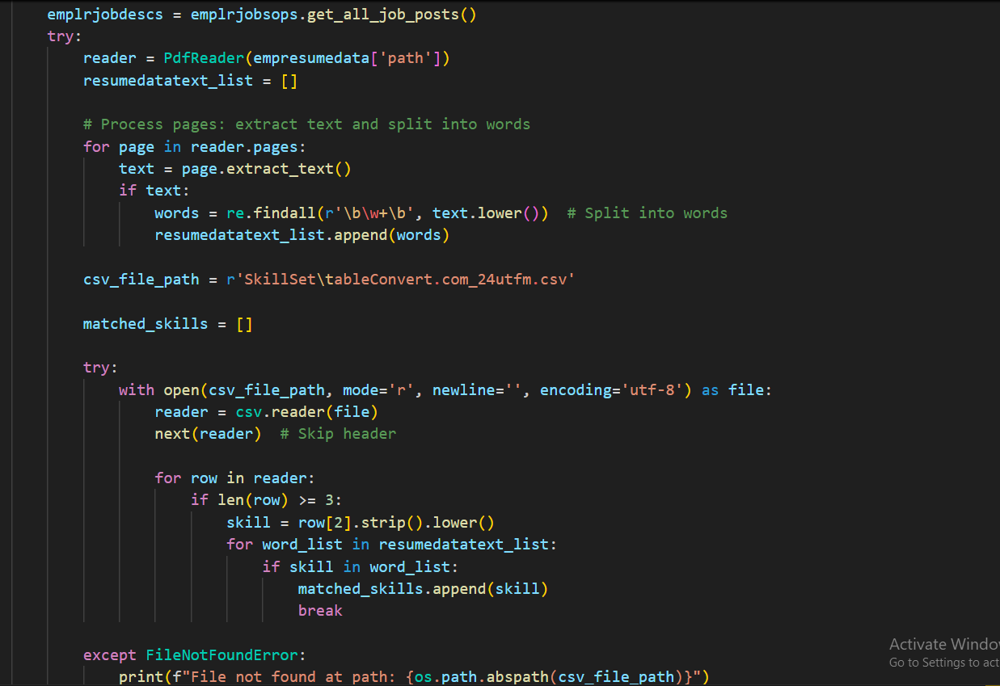 emplrjobdescs = emplrjobsops.get_all_job_posts()
try:
    reader = PdfReader(empresumedata['path'])
    resumedatatext_list = []

    # Process pages: extract text and split into words
    for page in reader.pages:
        text = page.extract_text()
        if text:
            words = re.findall(r'\b\w+\b', text.lower())  # Split into words
            resumedatatext_list.append(words)

    csv_file_path = r'SkillSet\tableConvert.com_24utfm.csv'

    matched_skills = []

    try:
        with open(csv_file_path, mode='r', newline='', encoding='utf-8') as file:
            reader = csv.reader(file)
            next(reader)  # Skip header

            for row in reader:
                if len(row) >= 3:
                    skill = row[2].strip().lower()
                    for word_list in resumedatatext_list:
                        if skill in word_list:
                            matched_skills.append(skill)
                            break

    except FileNotFoundError:
        print(f"File not found at path: {os.path.abspath(csv_file_path)}")
Activate Windo
Go to Settings to act